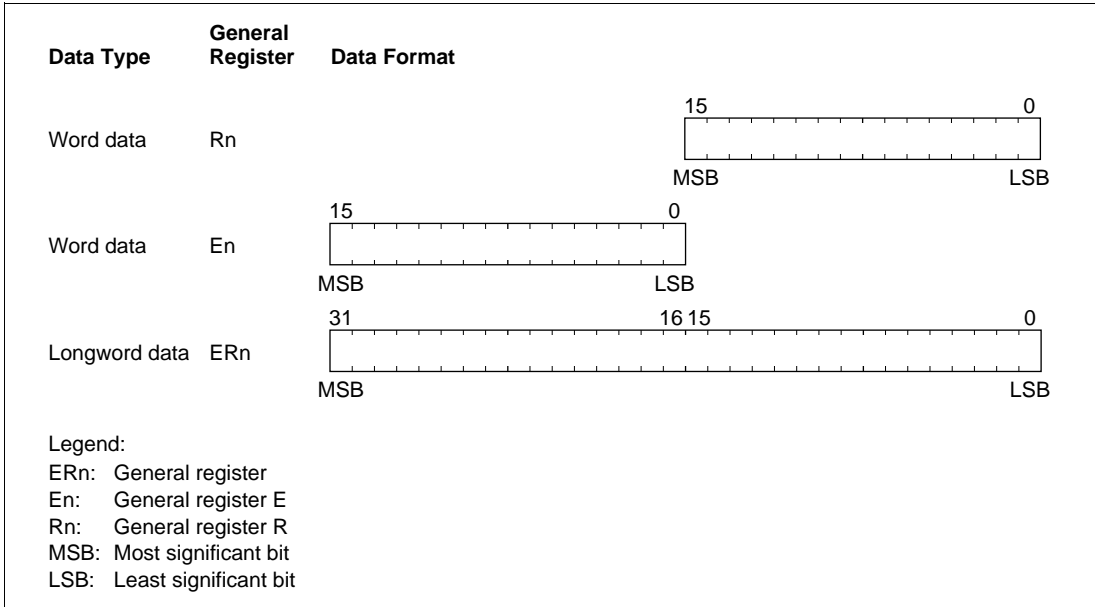 General
Data Type Register Data Format
15 0
Word data Rn
MSB LSB
15 0
Word data En
MSB LSB
31 16 15 0
Longword data ERn
MSB LSB
Legend:
ERn: General register
En: General register E
Rn: General register R
MSB: Most significant bit
LSB: Least significant bit